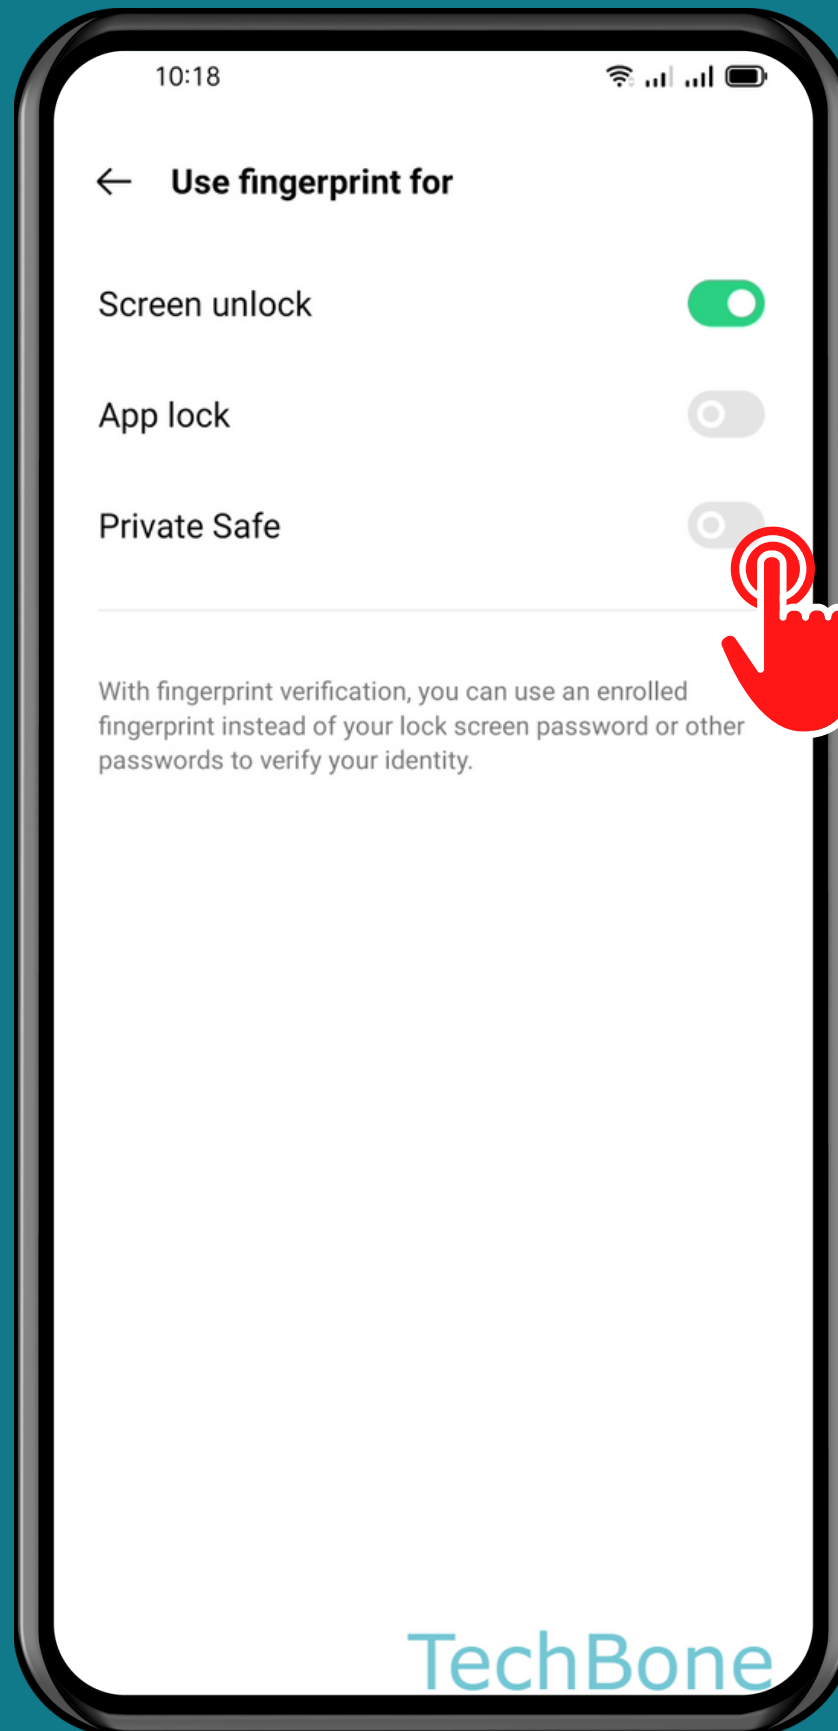 10:18
Use fingerprint for
Screen unlock
App lock
Private Safe
With fingerprint verification, you can use an enrolled
fingerprint instead of your lock screen password or other
passwords to verify your identity.
TechBone